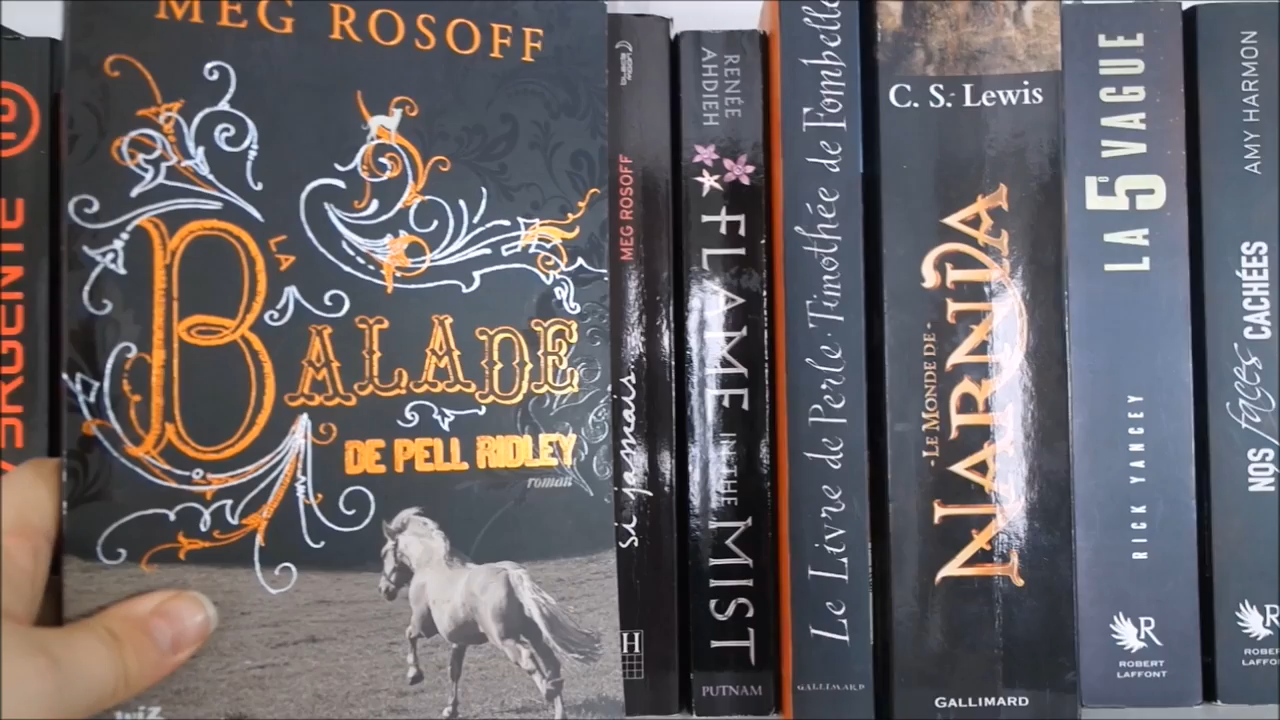 MEG ROSOFF
LA
BALADE
DE PELL RIDLEY
roman
MEG ROSOFF
Si jamais
H
RENÉE AHDIEH
FLAME IN THE MIST
PUTNAM
Le Livre de Perle · Timothée de Fombelle
GALLIMARD
C. S. Lewis
-LE MONDE DE-
NARNIA
GALLIMARD
LA 5e VAGUE
RICK YANCEY
R
ROBERT
LAFFONT
AMY HARMON
NOS faces CACHÉES
R